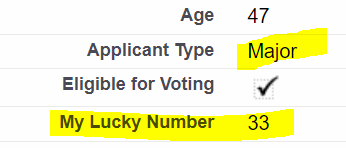 Age 47
Applicant Type Major
Eligible for Voting ✔
My Lucky Number 33